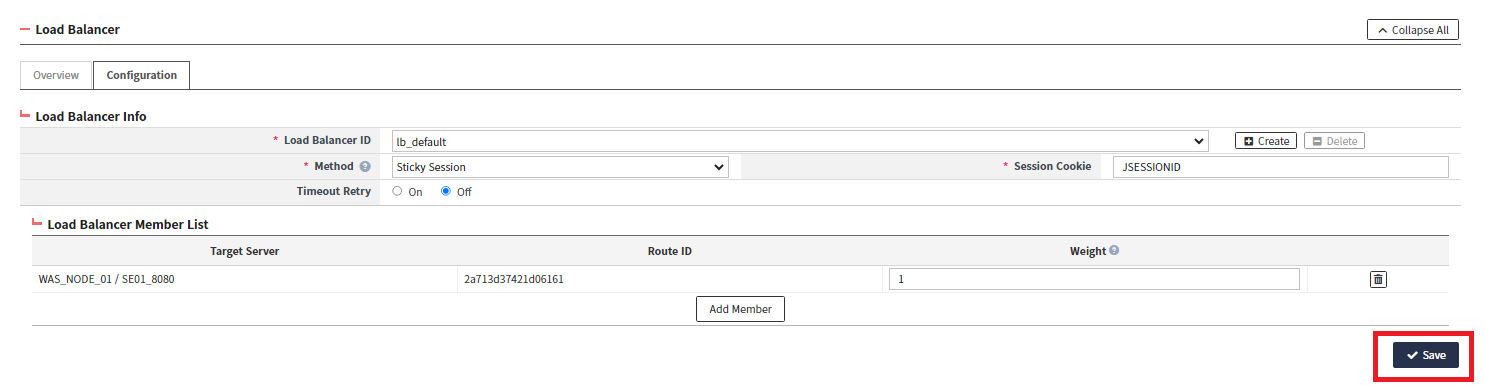 Load Balancer
Collapse All
Overview Configuration
Load Balancer Info
* Load Balancer ID lb_default Create Delete
* Method ? Sticky Session * Session Cookie JSESSIONID
Timeout Retry On Off
Load Balancer Member List
Target Server Route ID Weight ?
WAS_NODE_01 / SE01_8080 2a713d37421d06161 1
Add Member
Save